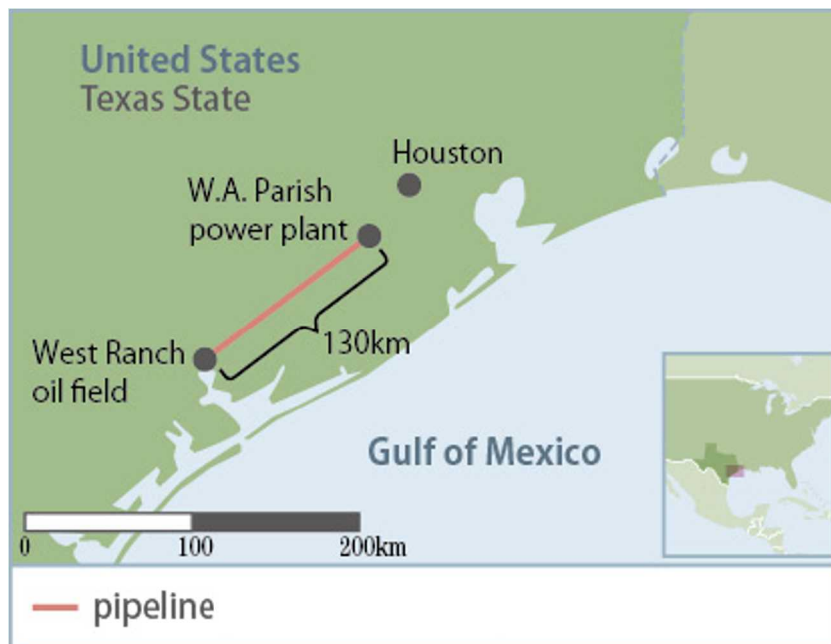 United States
Texas State
Houston
W.A. Parish
power plant
West Ranch
oil field
130km
Gulf of Mexico
0 100 200km
pipeline